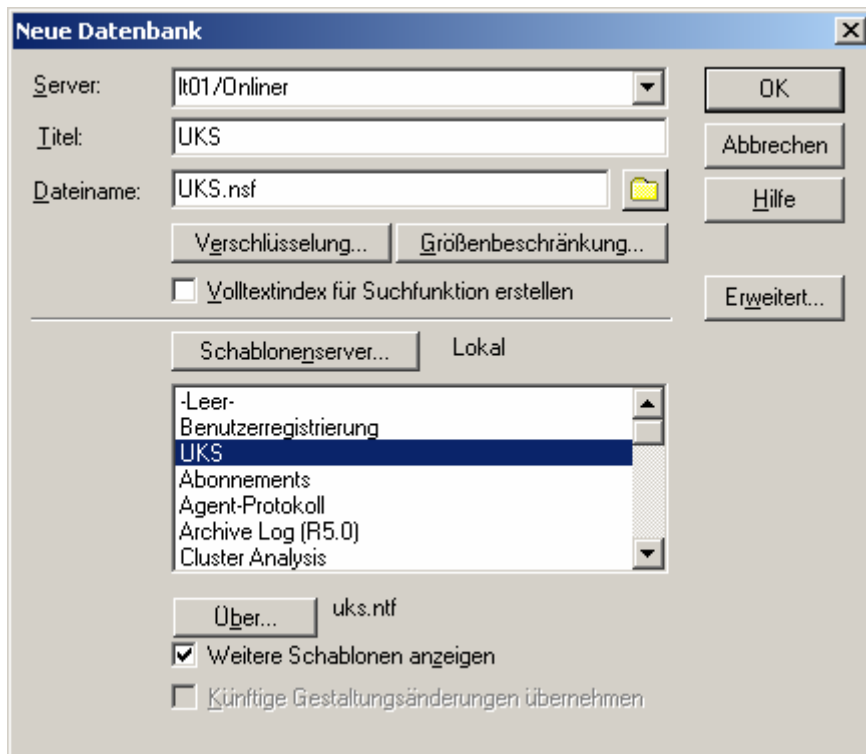 Neue Datenbank
Server: lt01/Onliner OK
Titel: UKS Abbrechen
Dateiname: UKS.nsf Hilfe
Verschlüsselung... Größenbeschränkung...
Volltextindex für Suchfunktion erstellen Erweitert...
Schablonenserver... Lokal
-Leer-
Benutzerregistrierung
UKS
Abonnements
Agent-Protokoll
Archive Log (R5.0)
Cluster Analysis
Über... uks.ntf
Weitere Schablonen anzeigen
Künftige Gestaltungsänderungen übernehmen